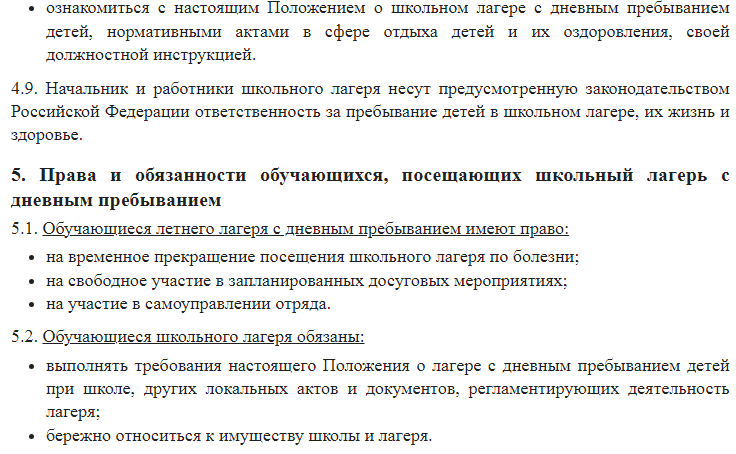 • ознакомиться с настоящим Положением о школьном лагере с дневным пребыванием
детей, нормативными актами в сфере отдыха детей и их оздоровления, своей
должностной инструкцией.
4.9. Начальник и работники школьного лагеря несут предусмотренную законодательством
Российской Федерации ответственность за пребывание детей в школьном лагере, их жизнь и
здоровье.
5. Права и обязанности обучающихся, посещающих школьный лагерь с
дневным пребыванием
5.1. Обучающиеся летнего лагеря с дневным пребыванием имеют право:
• на временное прекращение посещения школьного лагеря по болезни;
• на свободное участие в запланированных досуговых мероприятиях;
• на участие в самоуправлении отряда.
5.2. Обучающиеся школьного лагеря обязаны:
• выполнять требования настоящего Положения о лагере с дневным пребыванием детей
при школе, других локальных актов и документов, регламентирующих деятельность
лагеря;
• бережно относиться к имуществу школы и лагеря.